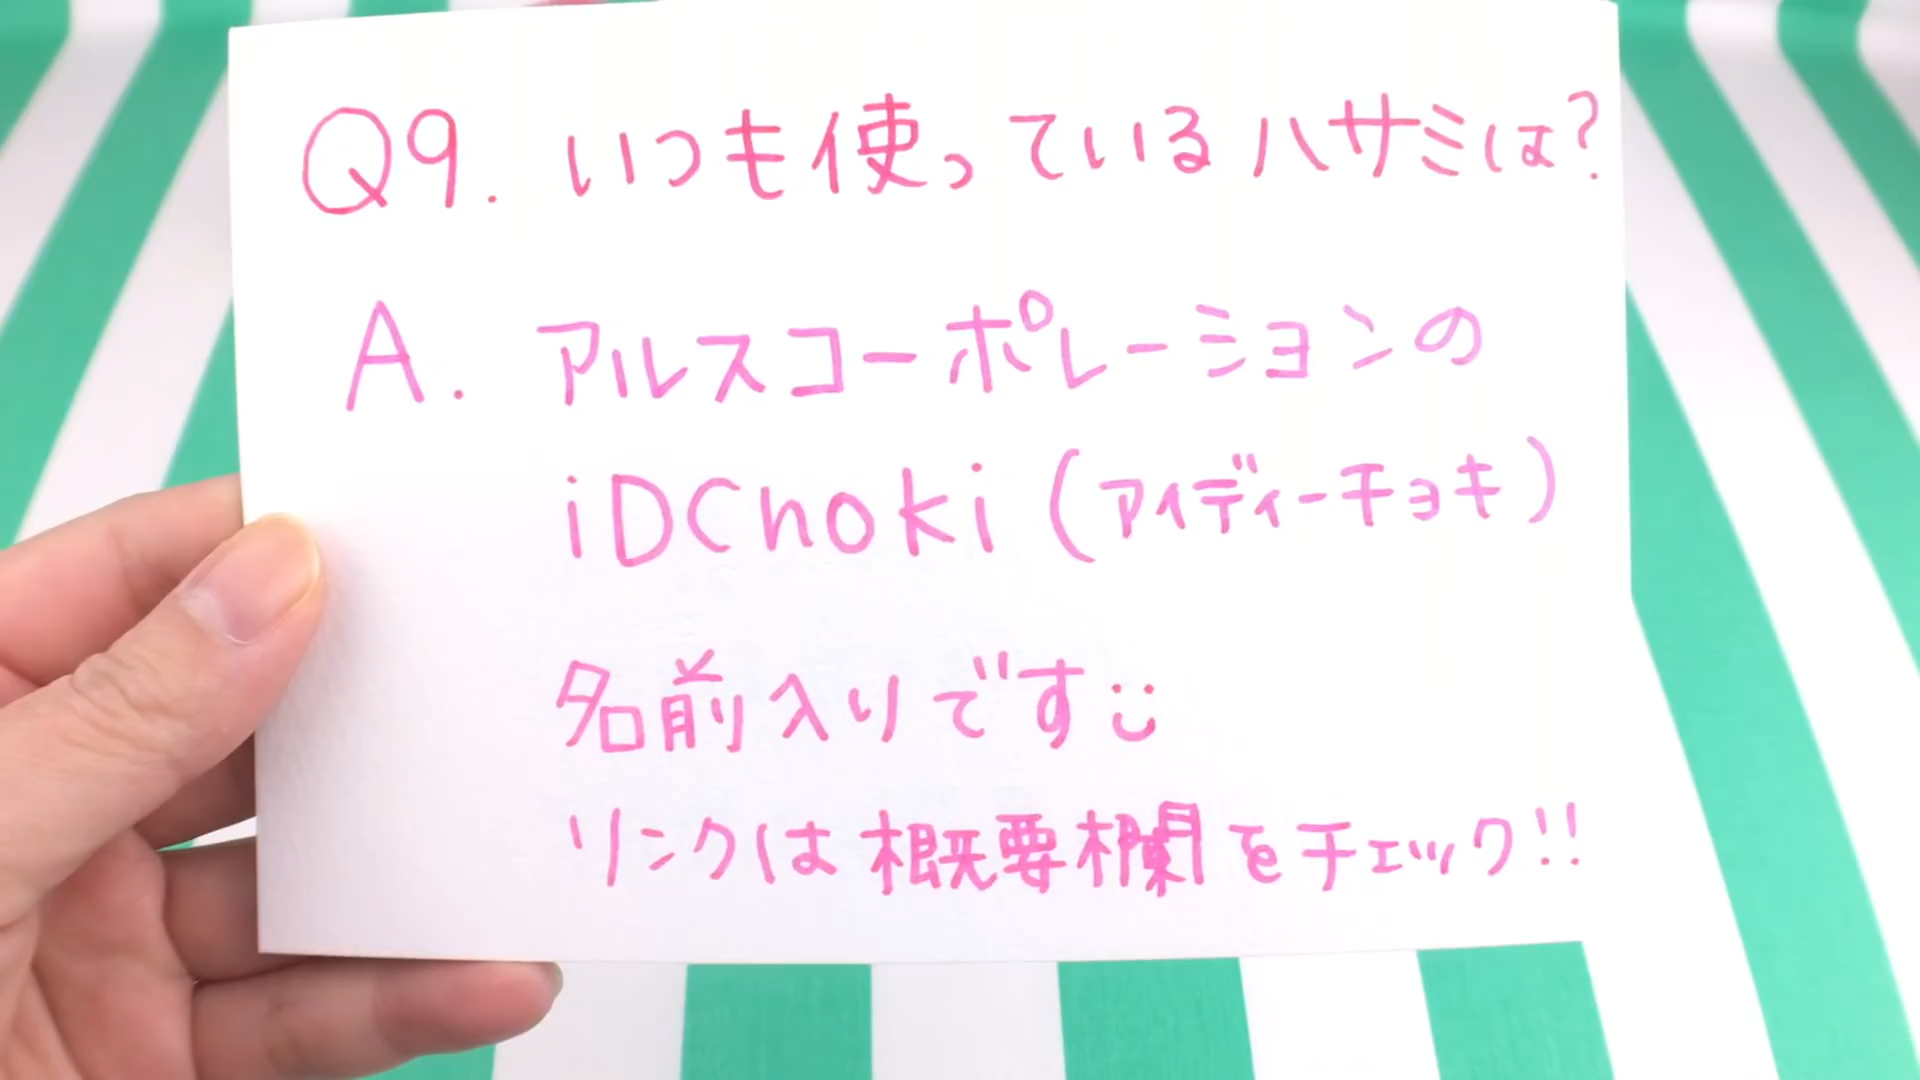 Q9. いつも使っているハサミは?
A. アルスコーポレーションの
iDChoki (アイディーチョキ)
名前入りです
リンクは概要欄をチェック!!